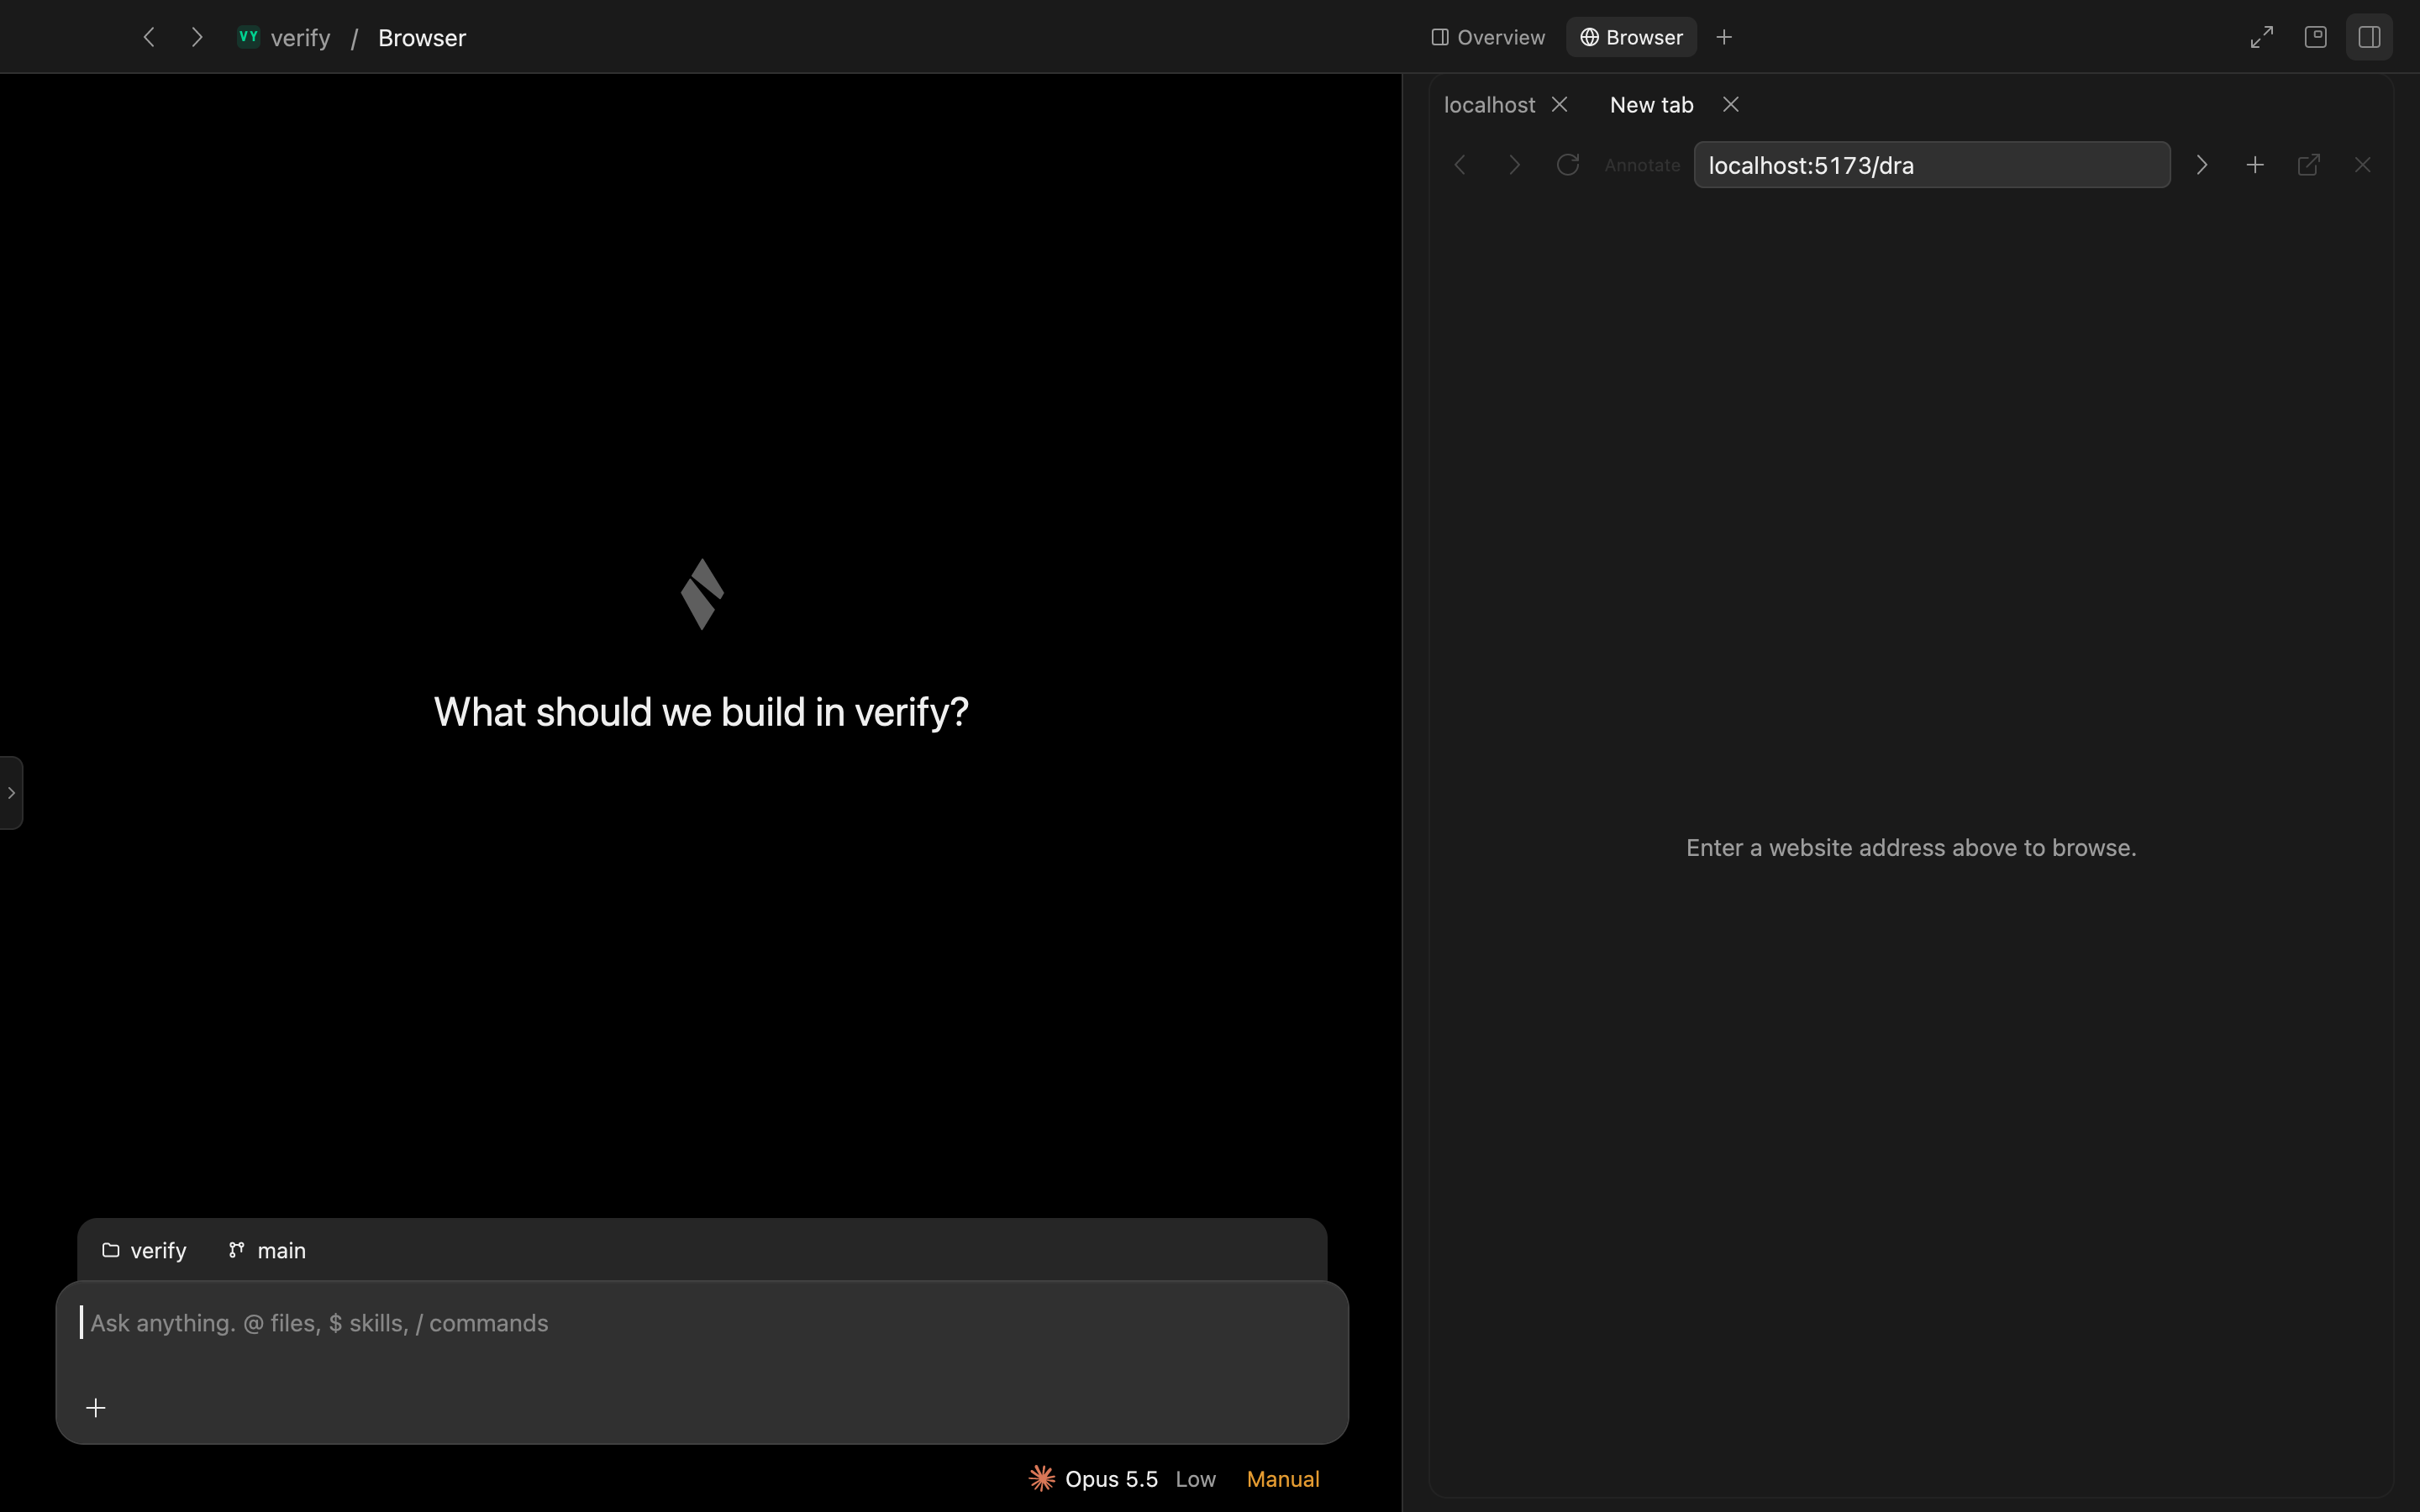 VY verify / Browser
Overview
Browser
localhost
New tab
Annotate
localhost:5173/dra
What should we build in verify?
Enter a website address above to browse.
verify
main
Ask anything. @ files, $ skills, / commands
Opus 5.5 Low Manual